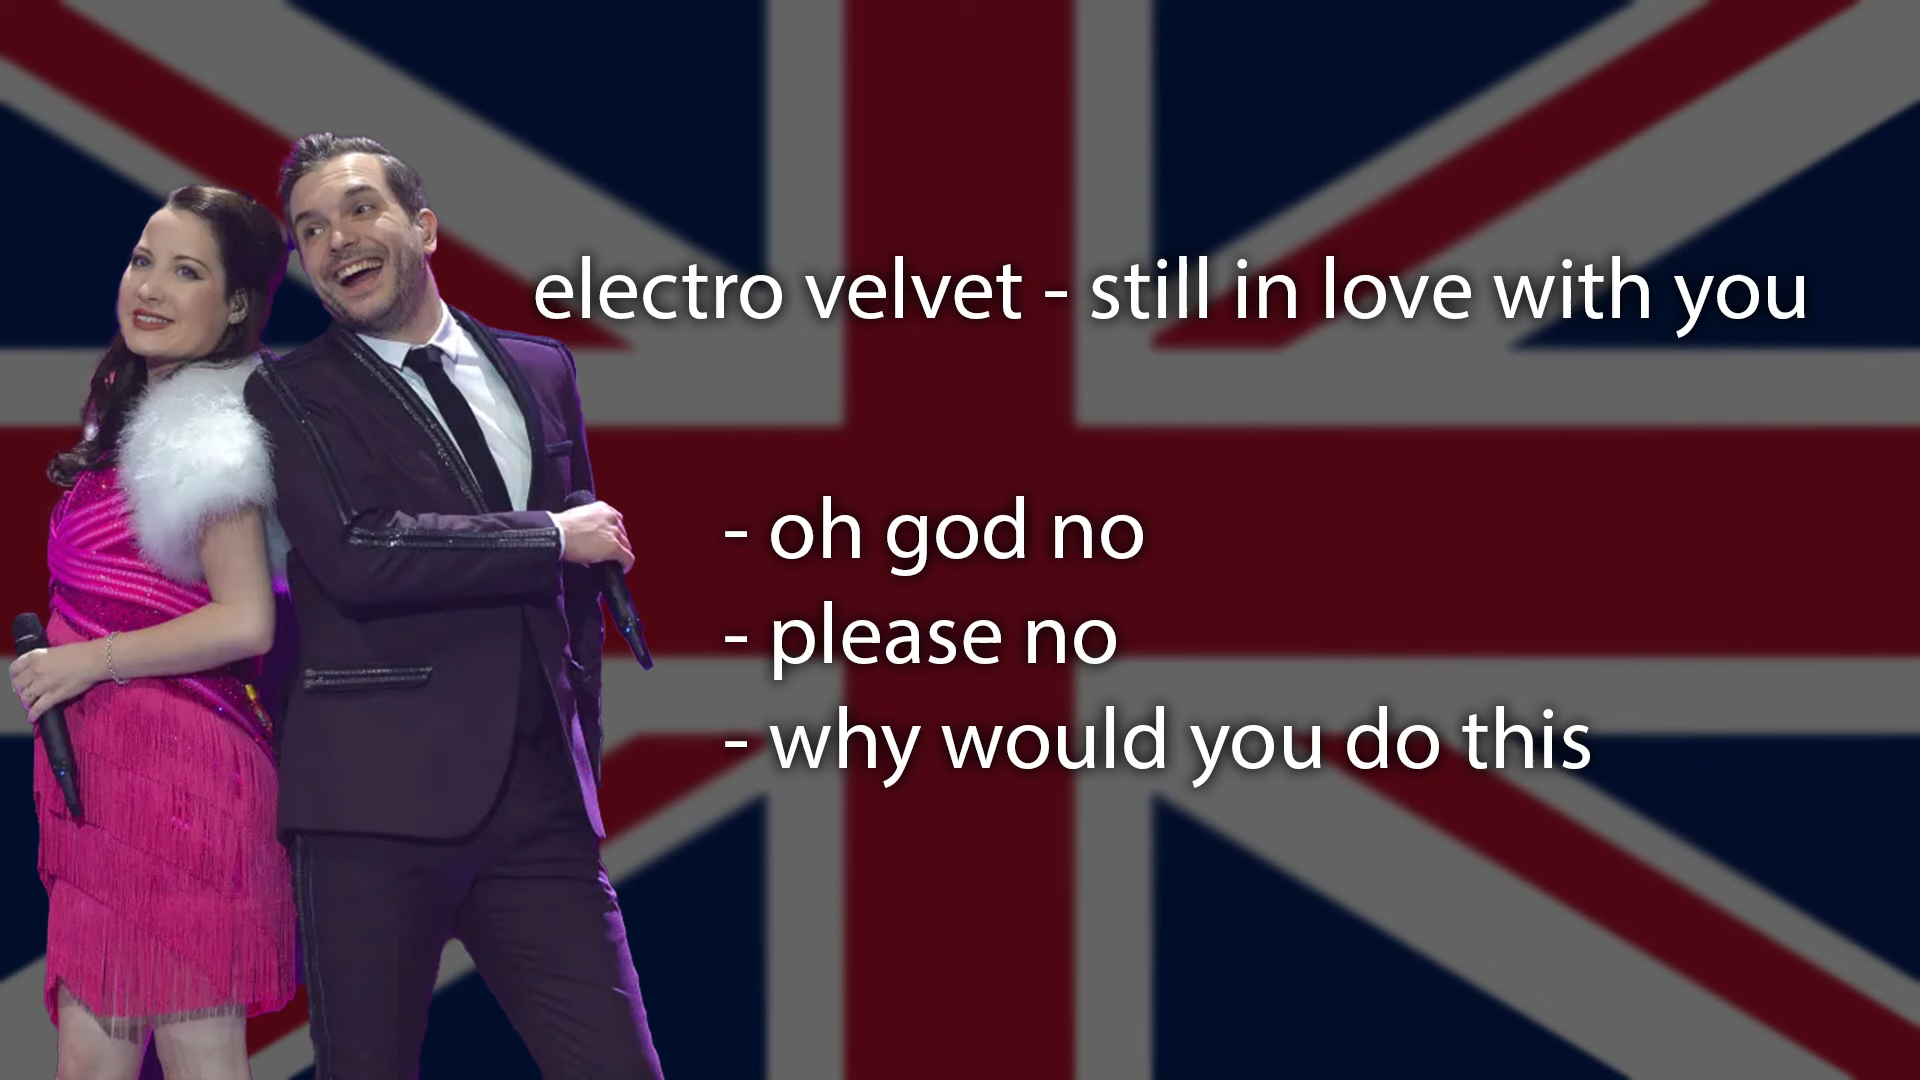 electro velvet - still in love with you
- oh god no
- please no
- why would you do this